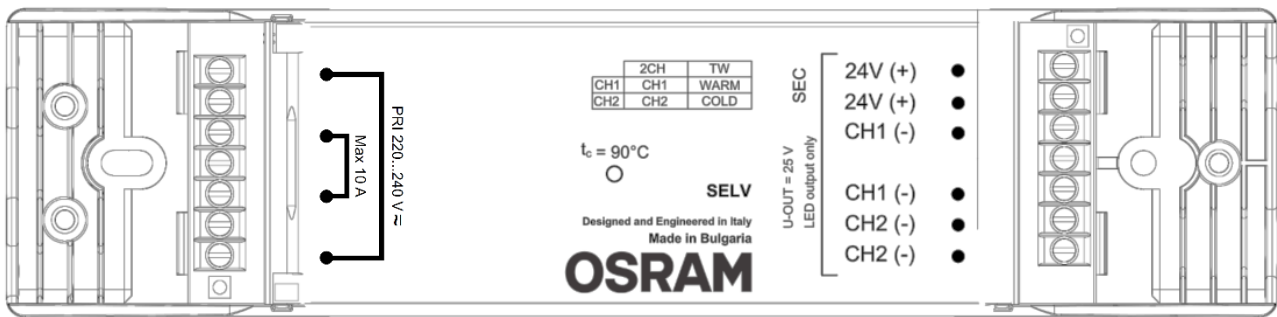 PRI 220...240 V ≂
Max 10 A
2CH TW
CH1 CH1 WARM
CH2 CH2 COLD
tc = 90°C
SELV
Designed and Engineered in Italy
Made in Bulgaria
OSRAM
SEC
U-OUT = 25 V
LED output only
24V (+)
24V (+)
CH1 (-)
CH1 (-)
CH2 (-)
CH2 (-)